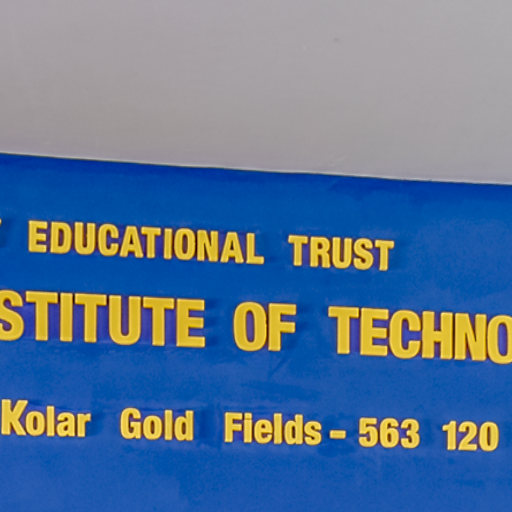 EDUCATIONAL TRUST
STITUTE OF TECHNO
Kolar Gold Fields - 563 120